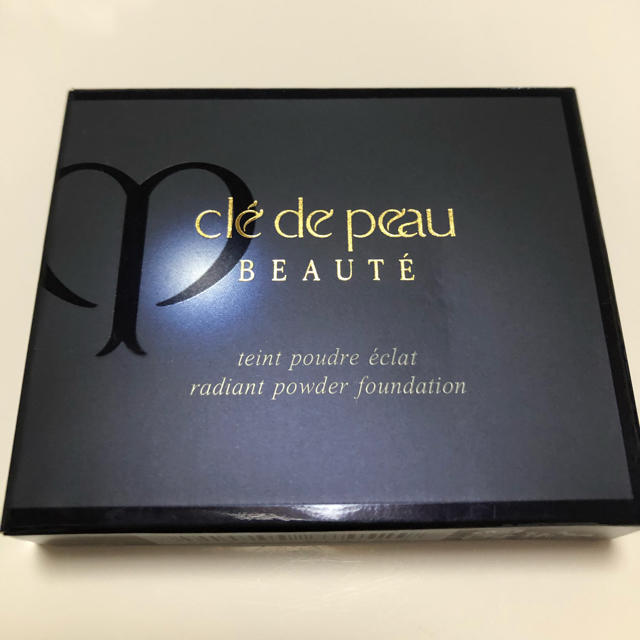 clé de peau
BEAUTÉ
teint poudre éclat
radiant powder foundation